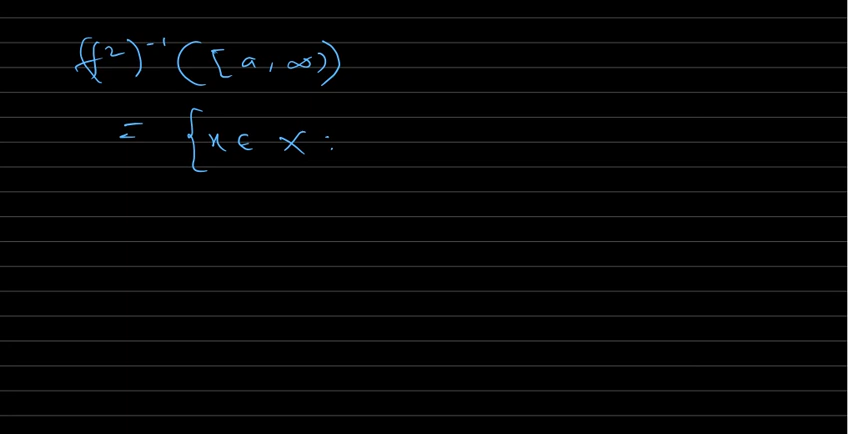 (f²)⁻¹([a, ∞))
= {x ∈ X :